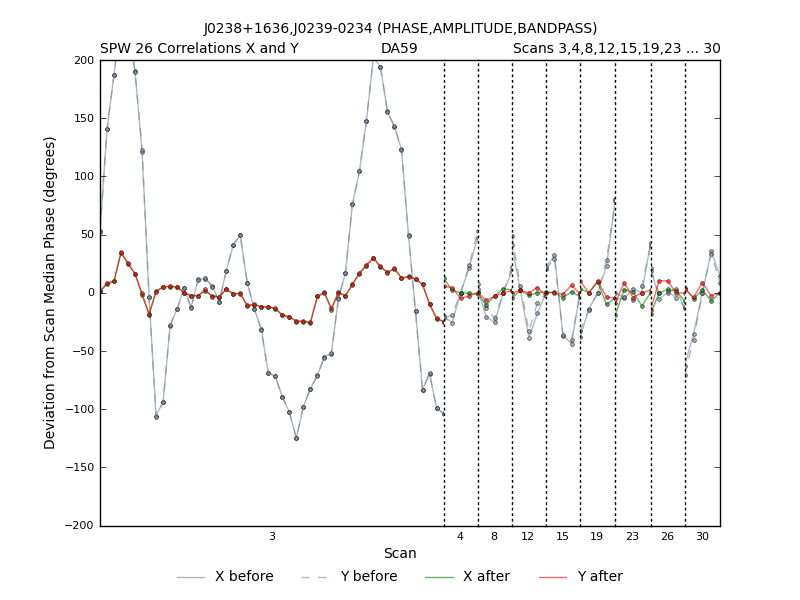 J0238+1636,J0239-0234 (PHASE,AMPLITUDE,BANDPASS)
SPW 26 Correlations X and Y DA59 Scans 3,4,8,12,15,19,23 ... 30
200
150
100
50
0
−50
−100
−150
−200
Deviation from Scan Median Phase (degrees)
3 4 8 12 15 19 23 26 30
Scan
X before Y before X after Y after